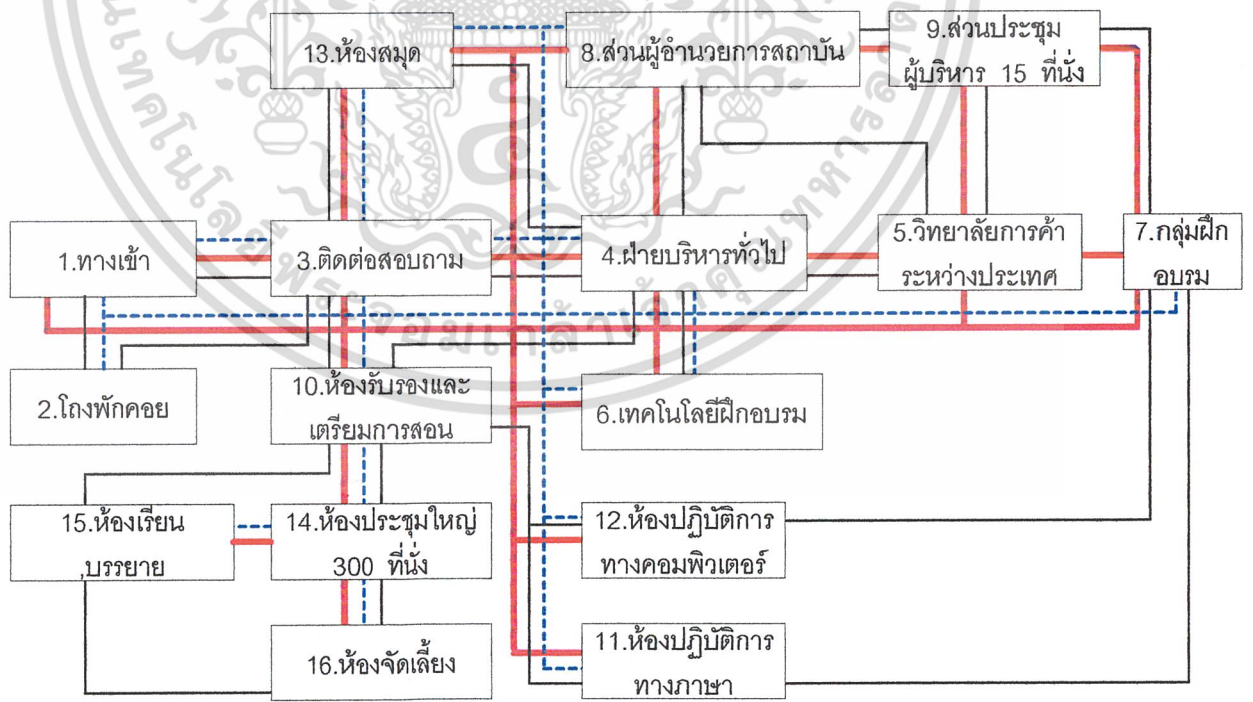 13.ห้องสมุด
8.ส่วนผู้อำนวยการสถาบัน
9.ส่วนประชุม
ผู้บริหาร 15 ที่นั่ง
1.ทางเข้า
3.ติดต่อสอบถาม
4.ฝ่ายบริหารทั่วไป
5.วิทยาลัยการค้า
ระหว่างประเทศ
7.กลุ่มฝึก
อบรม
2.โถงพักคอย
10.ห้องรับรองและ
เตรียมการสอน
6.เทคโนโลยีฝึกอบรม
15.ห้องเรียน
,บรรยาย
14.ห้องประชุมใหญ่
300 ที่นั่ง
12.ห้องปฏิบัติการ
ทางคอมพิวเตอร์
16.ห้องจัดเลี้ยง
11.ห้องปฏิบัติการ
ทางภาษา